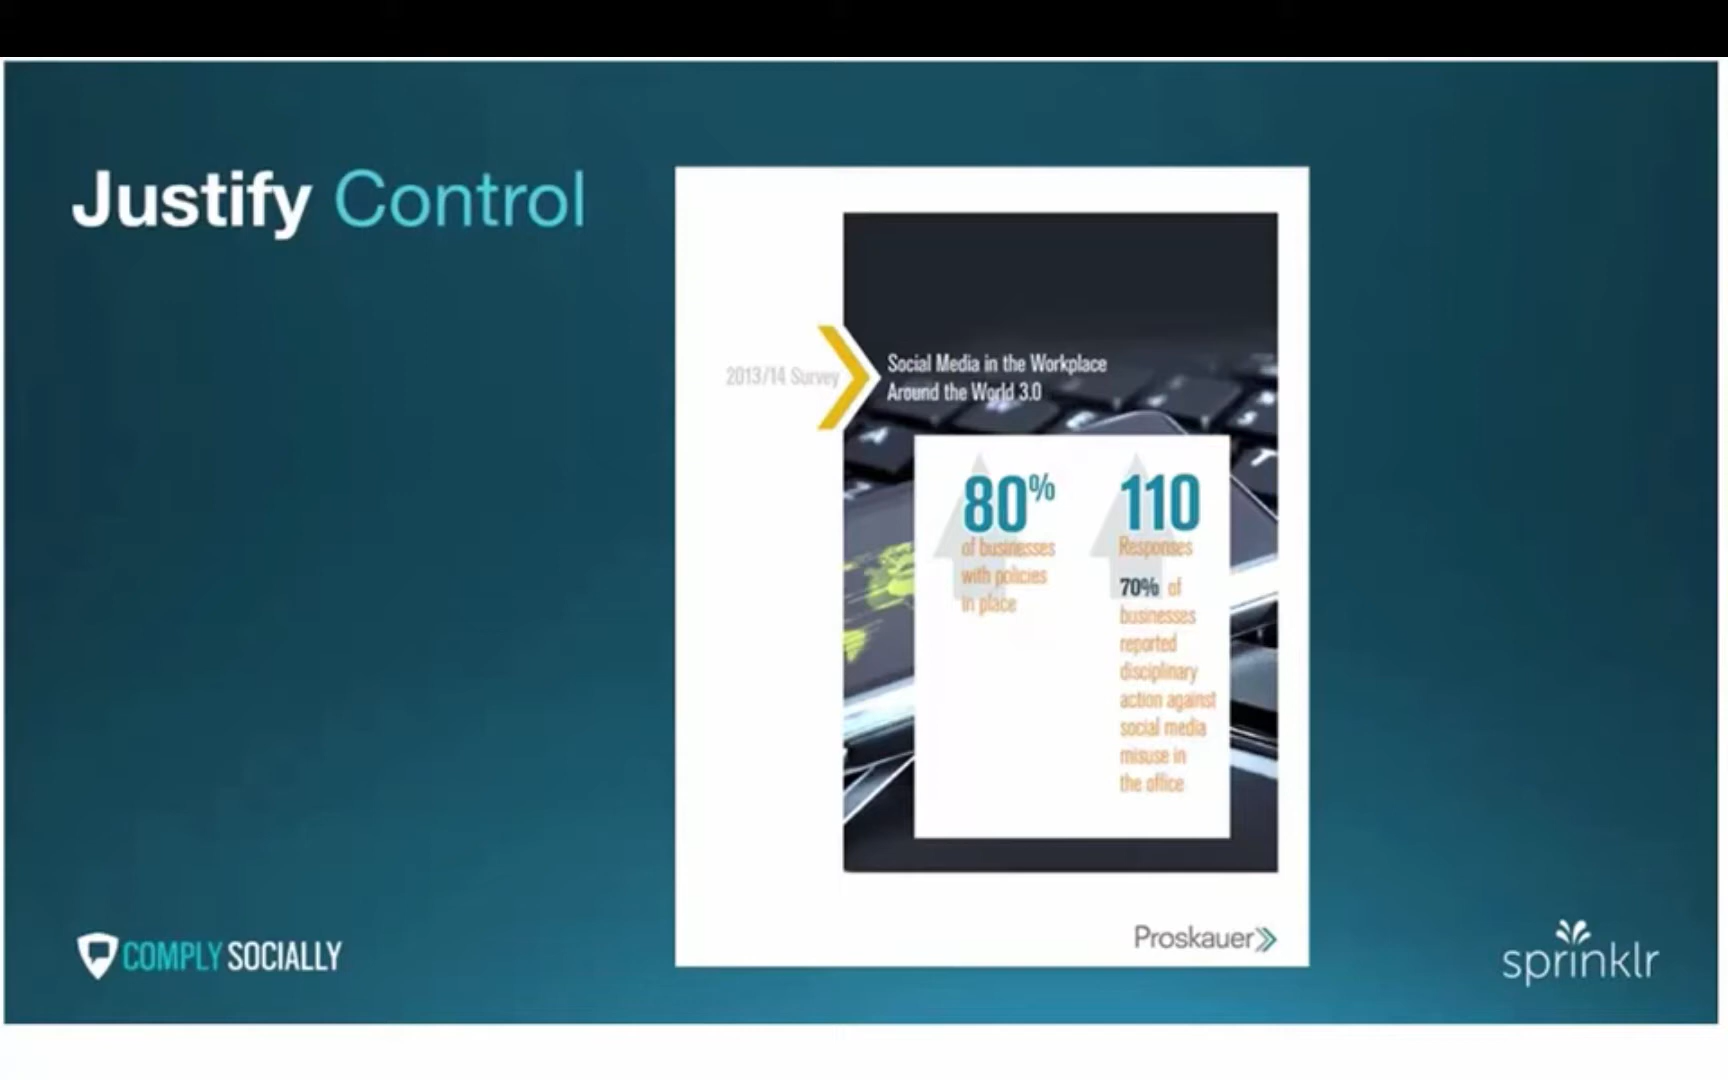 Justify Control
2013/14 Survey
Social Media in the Workplace
Around the World 3.0
80%
of businesses
with policies
in place
110
Responses
70% of
businesses
reported
disciplinary
action against
social media
misuse in
the office
Proskauer
COMPLY SOCIALLY
sprinklr